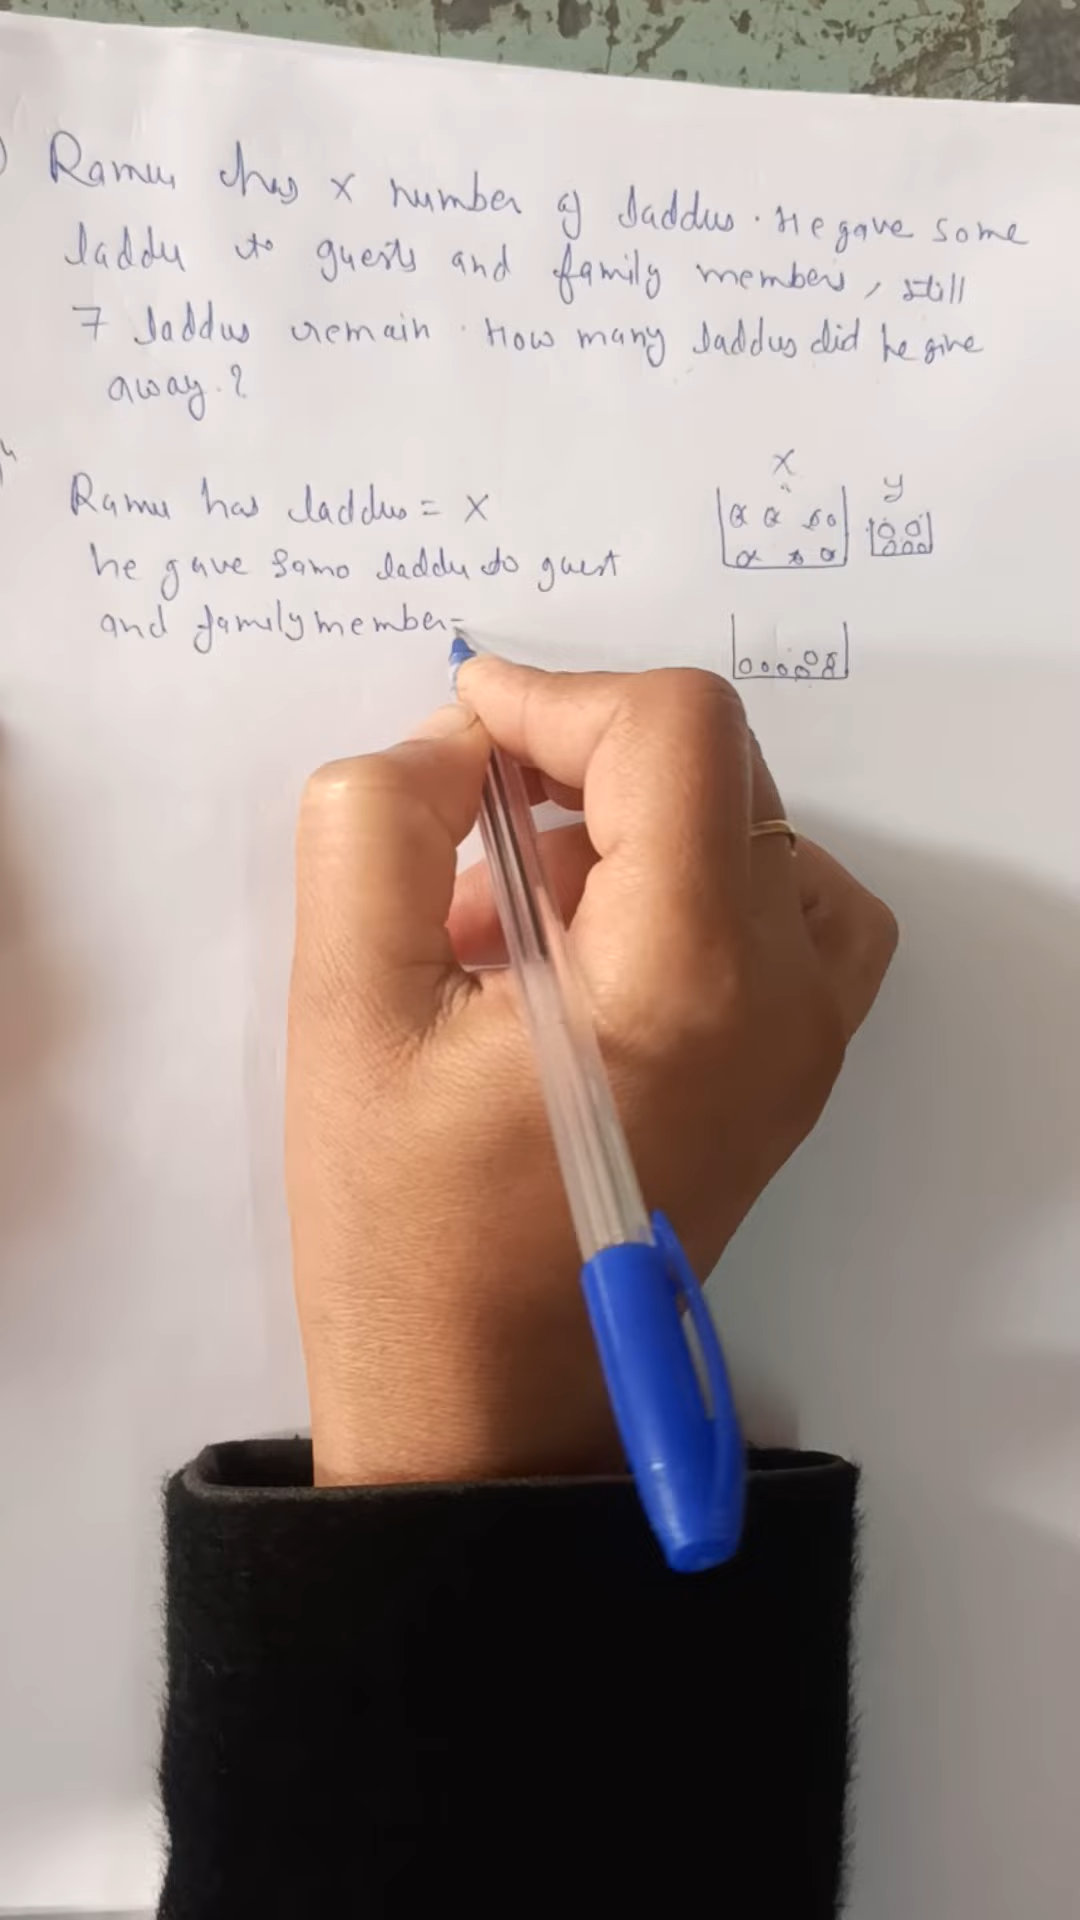 Ramu has x number of laddus. He gave some
laddu to guests and family members, still
7 laddus remain. How many laddus did he give
away.?
Ramu has laddus = X
he gave Some laddu to guest
and family member=
X
y